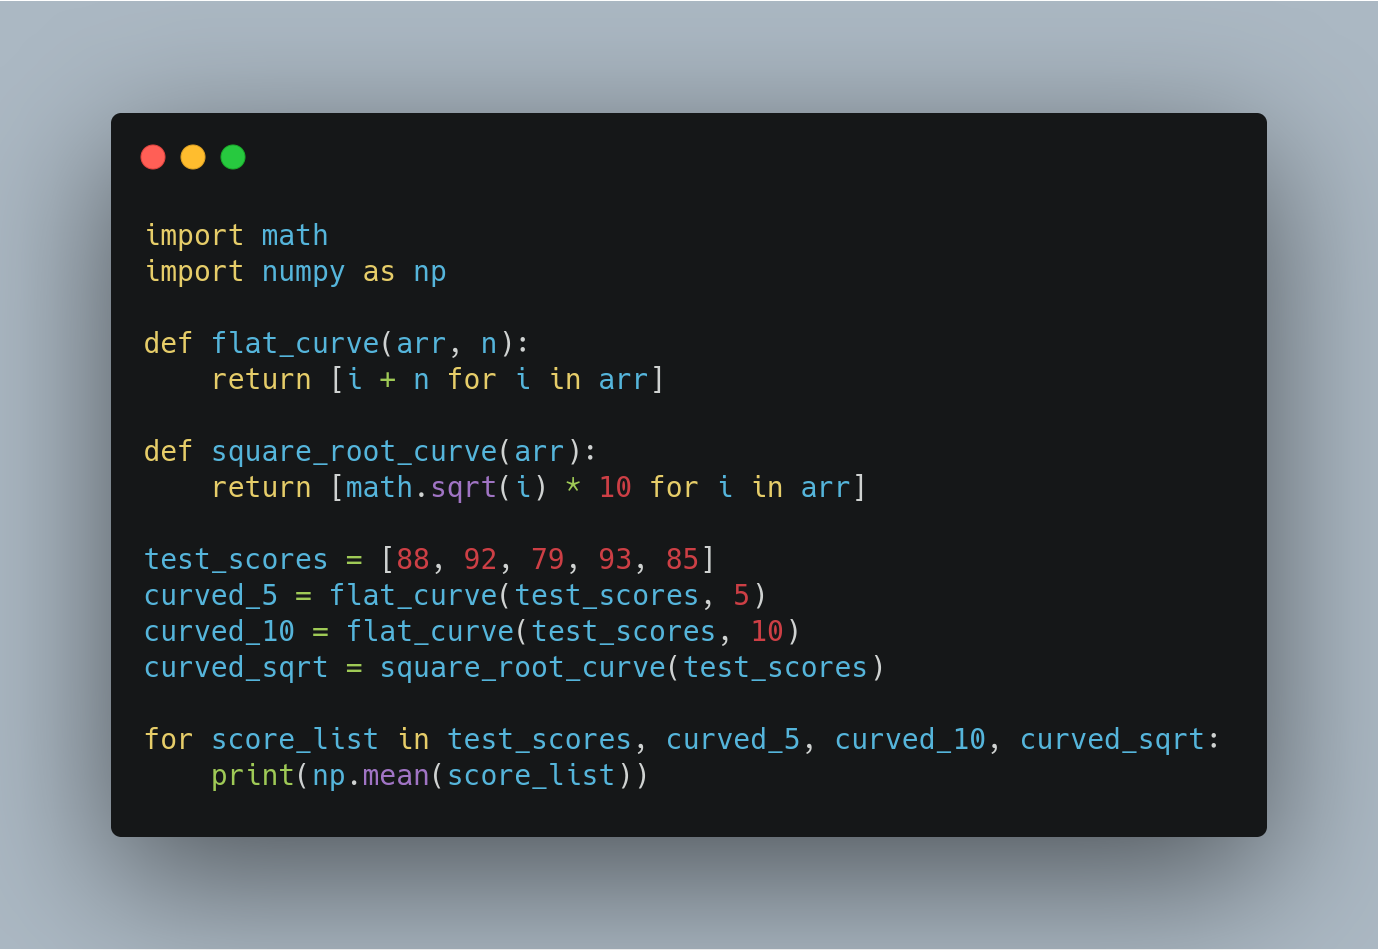 import math
import numpy as np

def flat_curve(arr, n):
    return [i + n for i in arr]

def square_root_curve(arr):
    return [math.sqrt(i) * 10 for i in arr]

test_scores = [88, 92, 79, 93, 85]
curved_5 = flat_curve(test_scores, 5)
curved_10 = flat_curve(test_scores, 10)
curved_sqrt = square_root_curve(test_scores)

for score_list in test_scores, curved_5, curved_10, curved_sqrt:
    print(np.mean(score_list))